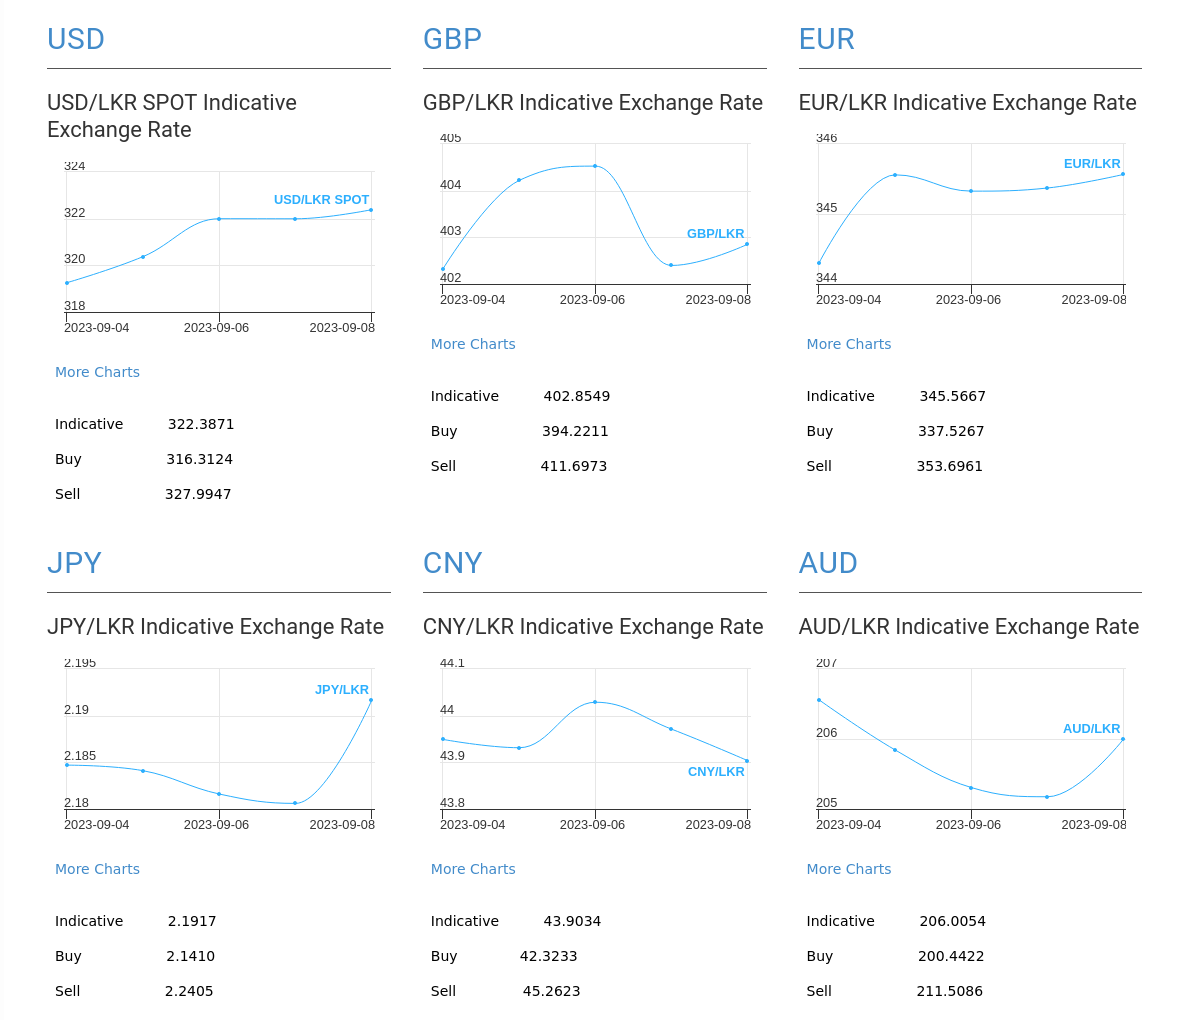 USD
USD/LKR SPOT Indicative
Exchange Rate
324
322
320
318
USD/LKR SPOT
2023-09-04 2023-09-06 2023-09-08
More Charts
Indicative 322.3871
Buy 316.3124
Sell 327.9947
GBP
GBP/LKR Indicative Exchange Rate
405
404
403
402
GBP/LKR
2023-09-04 2023-09-06 2023-09-08
More Charts
Indicative 402.8549
Buy 394.2211
Sell 411.6973
EUR
EUR/LKR Indicative Exchange Rate
346
345
344
EUR/LKR
2023-09-04 2023-09-06 2023-09-08
More Charts
Indicative 345.5667
Buy 337.5267
Sell 353.6961
JPY
JPY/LKR Indicative Exchange Rate
2.195
2.19
2.185
2.18
JPY/LKR
2023-09-04 2023-09-06 2023-09-08
More Charts
Indicative 2.1917
Buy 2.1410
Sell 2.2405
CNY
CNY/LKR Indicative Exchange Rate
44.1
44
43.9
43.8
CNY/LKR
2023-09-04 2023-09-06 2023-09-08
More Charts
Indicative 43.9034
Buy 42.3233
Sell 45.2623
AUD
AUD/LKR Indicative Exchange Rate
207
206
205
AUD/LKR
2023-09-04 2023-09-06 2023-09-08
More Charts
Indicative 206.0054
Buy 200.4422
Sell 211.5086